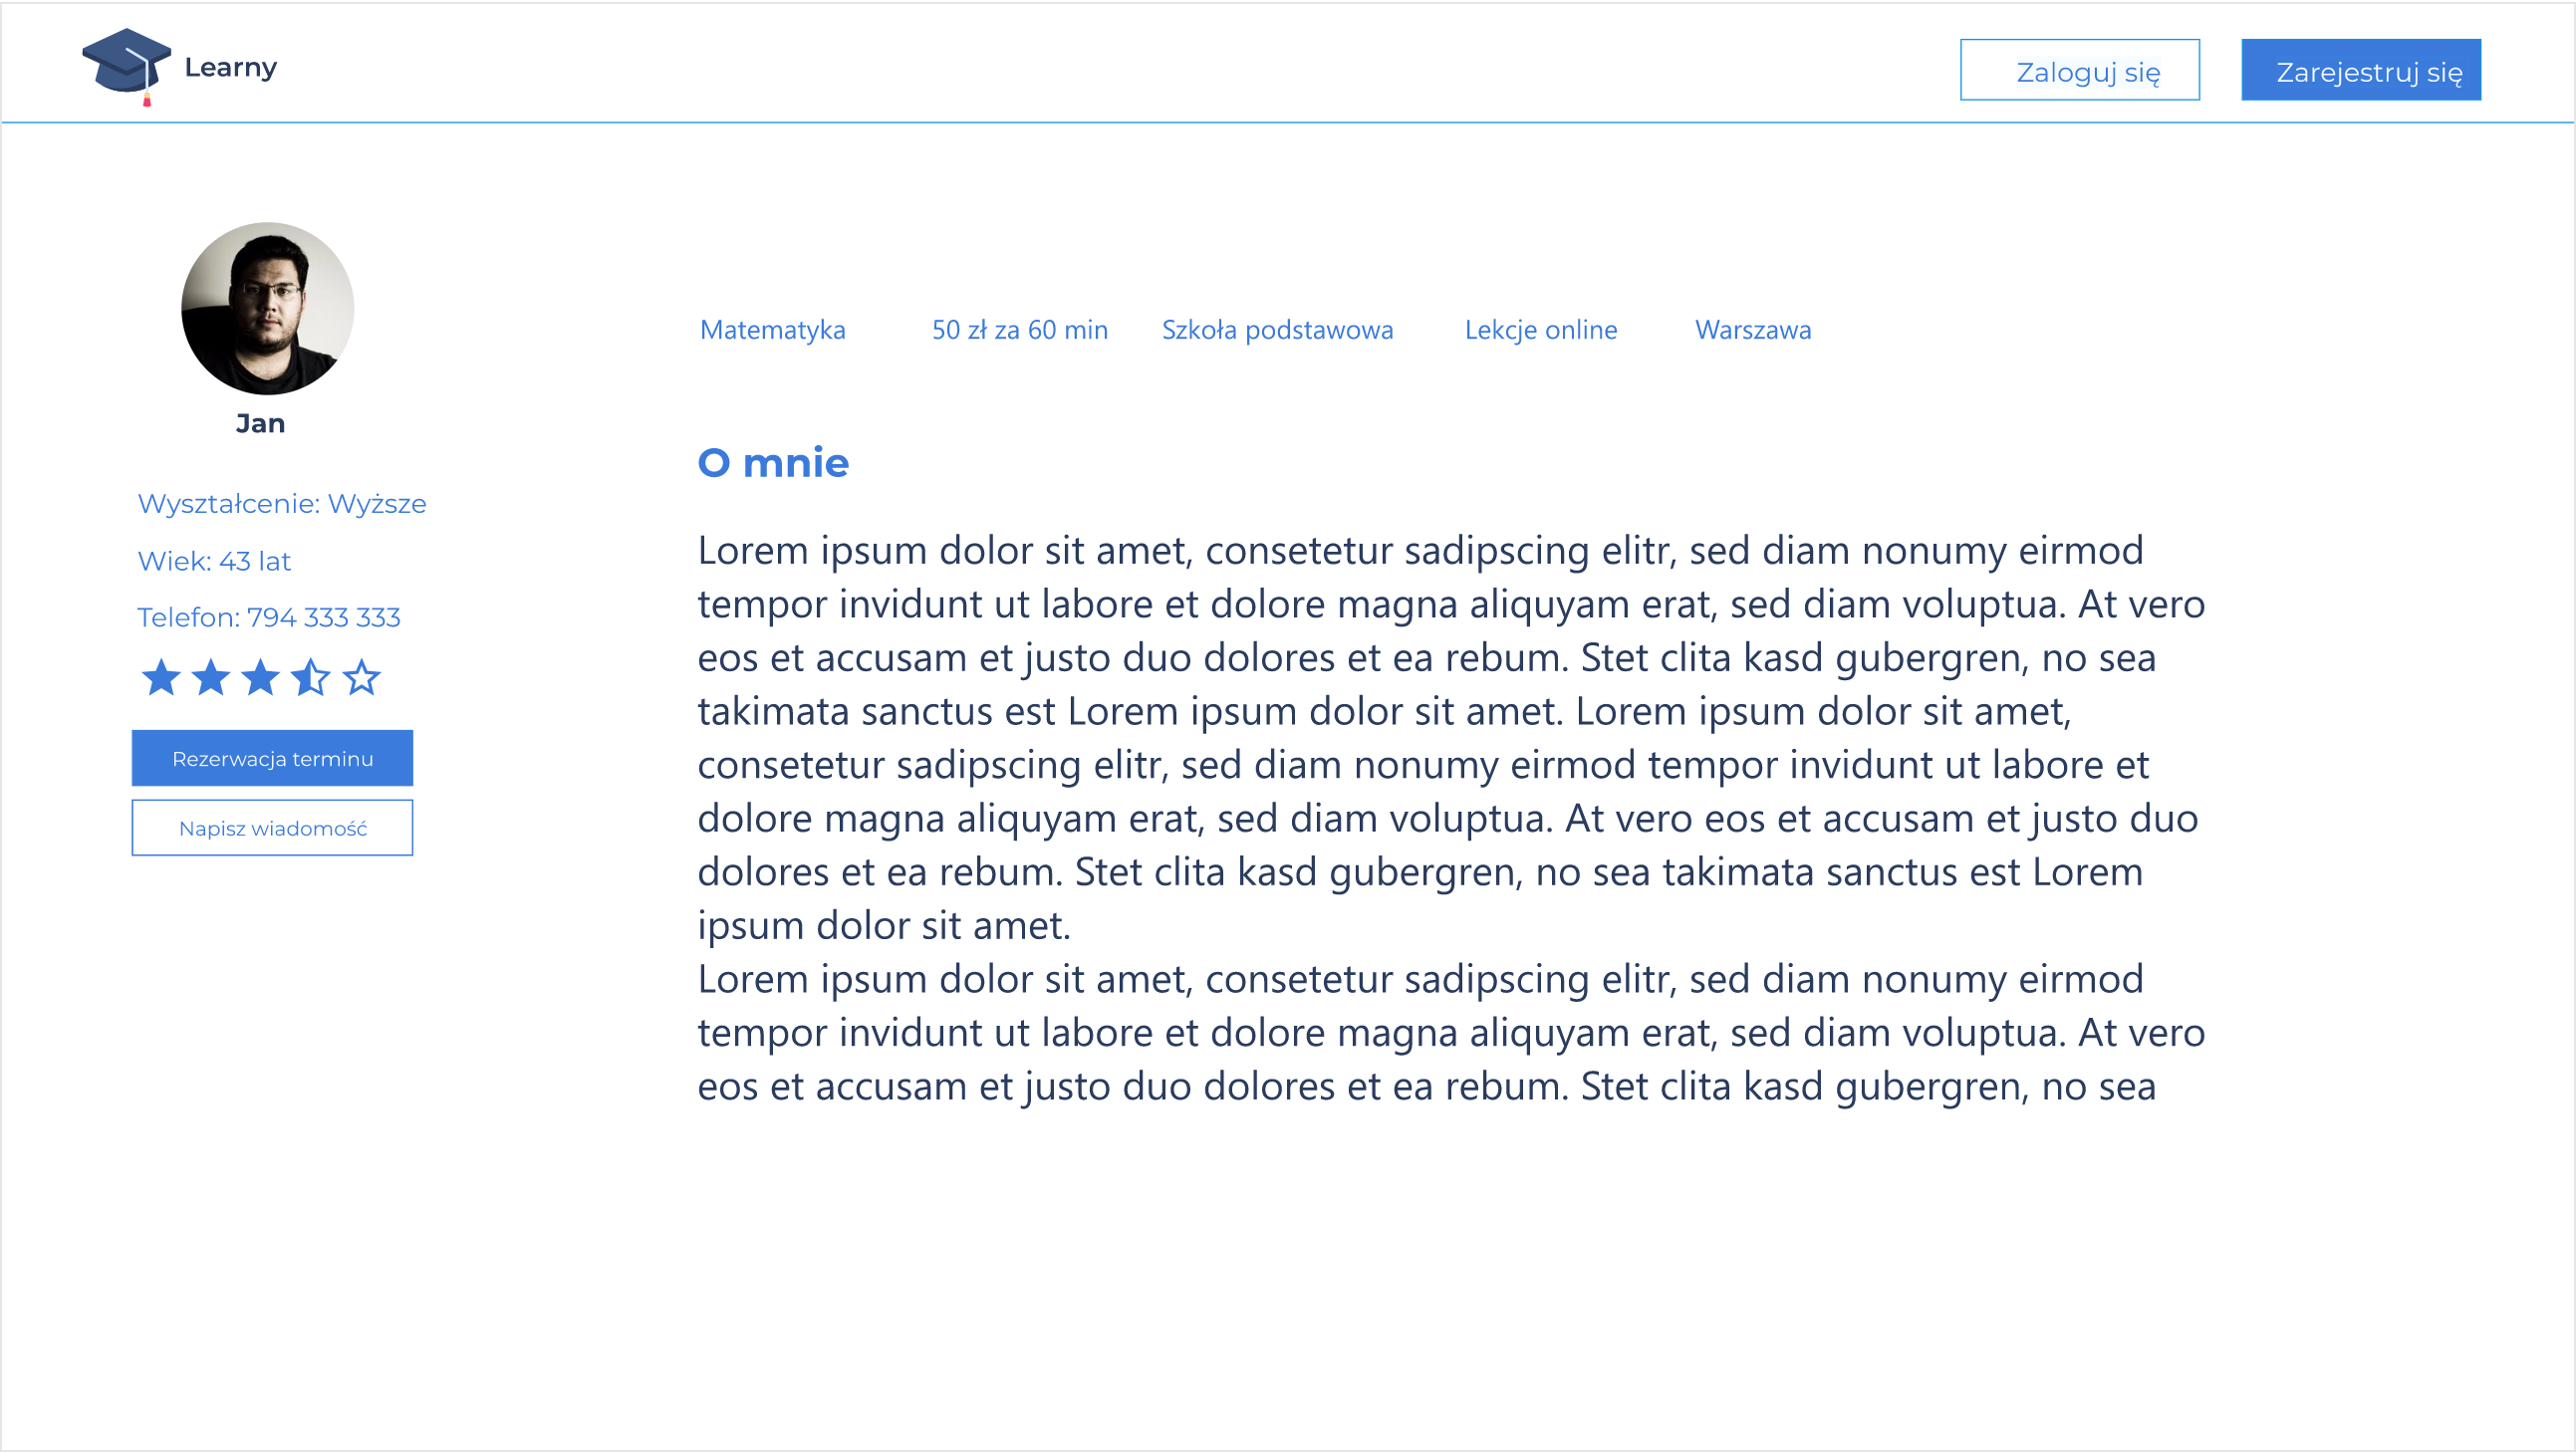 Learny
Zaloguj się
Zarejestruj się
Jan
Wyształcenie: Wyższe
Wiek: 43 lat
Telefon: 794 333 333
Rezerwacja terminu
Napisz wiadomość
Matematyka 50 zł za 60 min Szkoła podstawowa Lekcje online Warszawa
O mnie
Lorem ipsum dolor sit amet, consetetur sadipscing elitr, sed diam nonumy eirmod
tempor invidunt ut labore et dolore magna aliquyam erat, sed diam voluptua. At vero
eos et accusam et justo duo dolores et ea rebum. Stet clita kasd gubergren, no sea
takimata sanctus est Lorem ipsum dolor sit amet. Lorem ipsum dolor sit amet,
consetetur sadipscing elitr, sed diam nonumy eirmod tempor invidunt ut labore et
dolore magna aliquyam erat, sed diam voluptua. At vero eos et accusam et justo duo
dolores et ea rebum. Stet clita kasd gubergren, no sea takimata sanctus est Lorem
ipsum dolor sit amet.
Lorem ipsum dolor sit amet, consetetur sadipscing elitr, sed diam nonumy eirmod
tempor invidunt ut labore et dolore magna aliquyam erat, sed diam voluptua. At vero
eos et accusam et justo duo dolores et ea rebum. Stet clita kasd gubergren, no sea